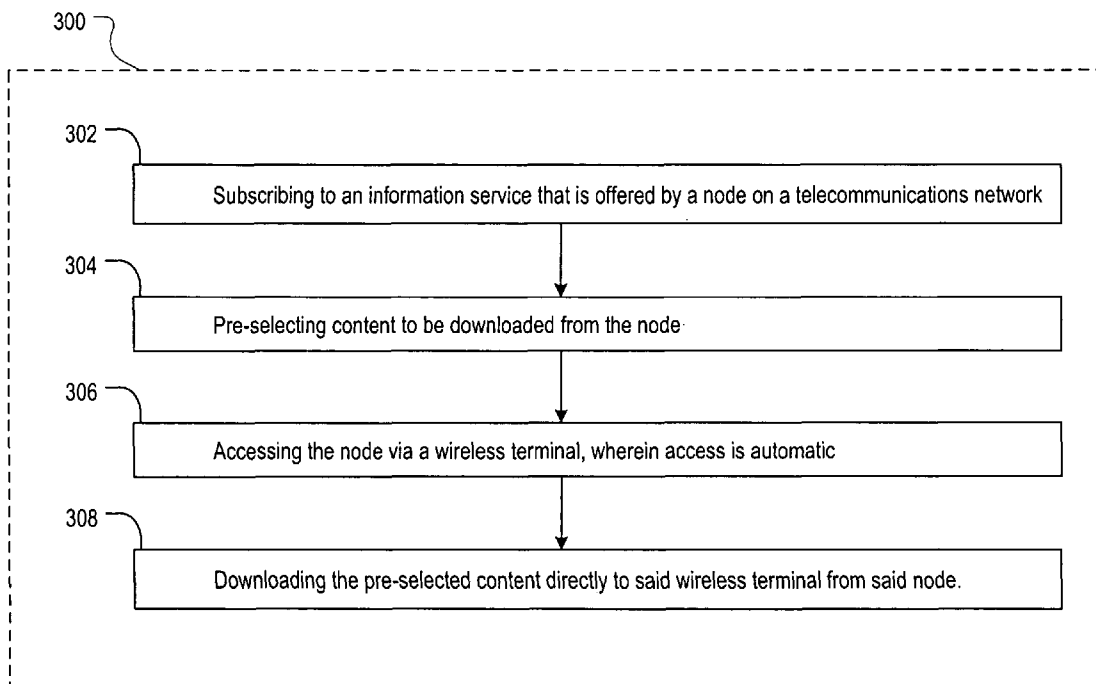 300
302
Subscribing to an information service that is offered by a node on a telecommunications network
304
Pre-selecting content to be downloaded from the node
306
Accessing the node via a wireless terminal, wherein access is automatic
308
Downloading the pre-selected content directly to said wireless terminal from said node.